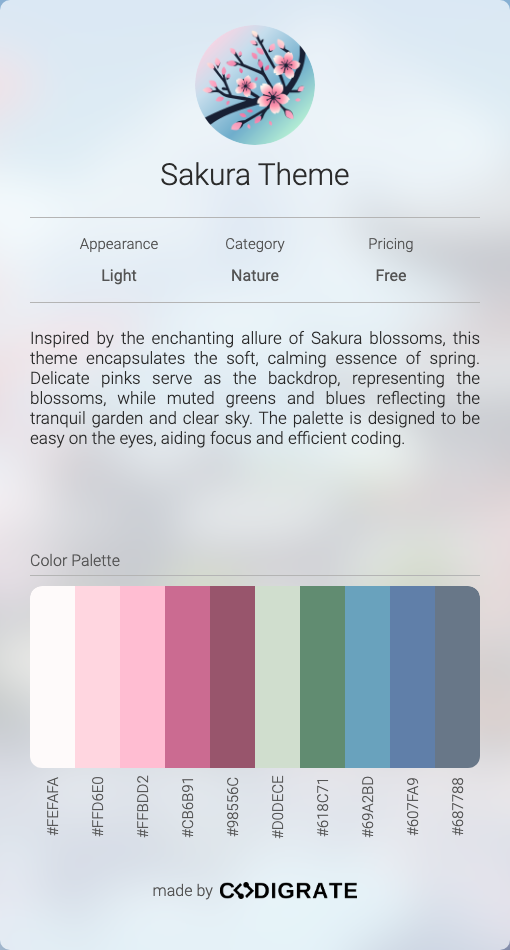 Sakura Theme
Appearance Category Pricing
Light Nature Free
Inspired by the enchanting allure of Sakura blossoms, this
theme encapsulates the soft, calming essence of spring.
Delicate pinks serve as the backdrop, representing the
blossoms, while muted greens and blues reflecting the
tranquil garden and clear sky. The palette is designed to be
easy on the eyes, aiding focus and efficient coding.
Color Palette
#FEFAFA
#FFD6E0
#FFBDD2
#CB6B91
#98556C
#D0DECE
#618C71
#69A2BD
#607FA9
#687788
made by CODIGRATE